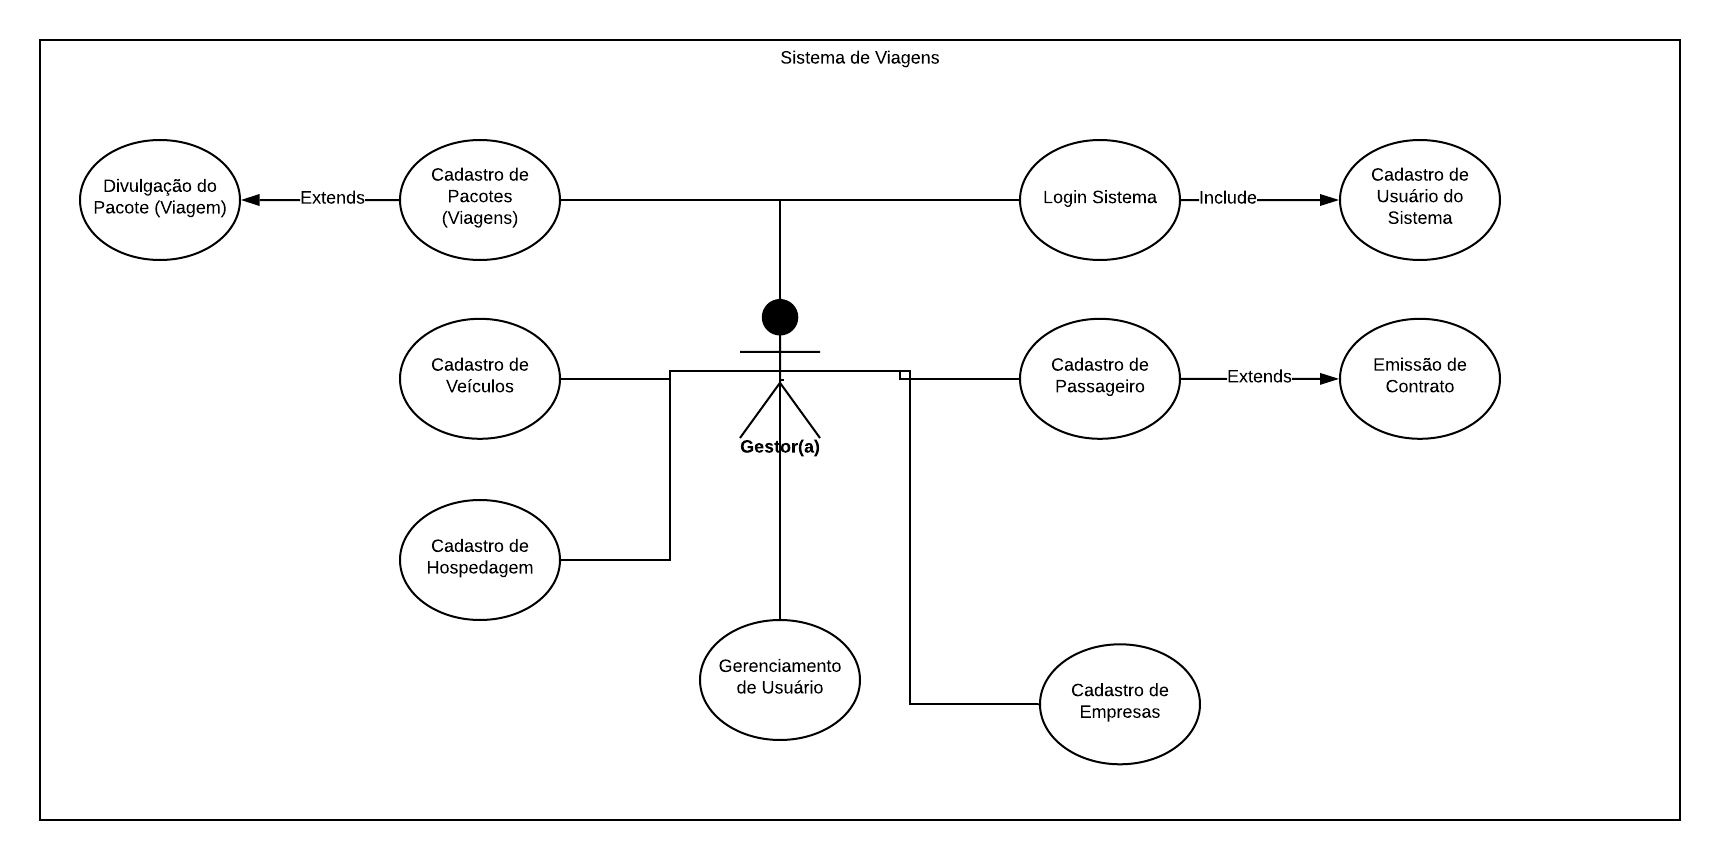 Sistema de Viagens
Divulgação do
Pacote (Viagem)
Extends
Cadastro de
Pacotes
(Viagens)
Login Sistema
Include
Cadastro de
Usuário do
Sistema
Cadastro de
Veículos
Gestor(a)
Cadastro de
Passageiro
Extends
Emissão de
Contrato
Cadastro de
Hospedagem
Gerenciamento
de Usuário
Cadastro de
Empresas